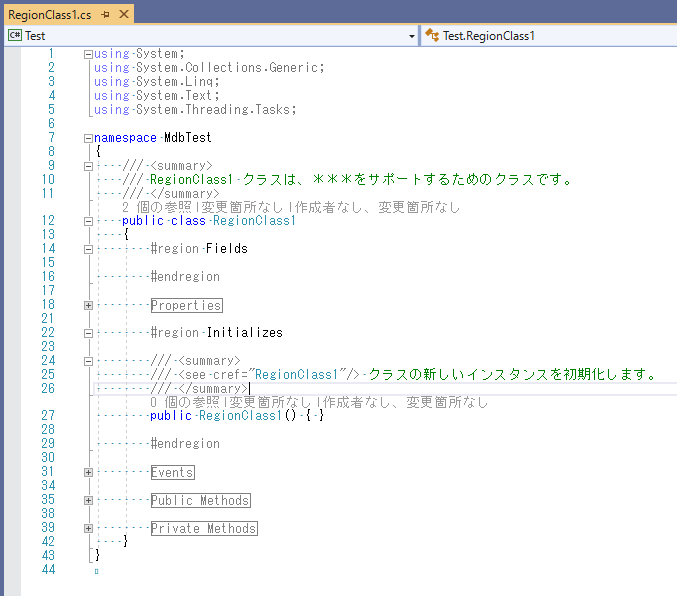 RegionClass1.cs
C# Test
Test.RegionClass1
1 using System;
2 using System.Collections.Generic;
3 using System.Linq;
4 using System.Text;
5 using System.Threading.Tasks;
6
7 namespace MdbTest
8 {
9 /// <summary>
10 /// RegionClass1 クラスは、＊＊＊をサポートするためのクラスです。
11 /// </summary>
2 個の参照|変更箇所なし|作成者なし、変更箇所なし
12 public class RegionClass1
13 {
14 #region Fields
15
16 #endregion
17
18 Properties
21
22 #region Initializes
23
24 /// <summary>
25 /// <see cref="RegionClass1"/> クラスの新しいインスタンスを初期化します。
26 /// </summary>
0 個の参照|変更箇所なし|作成者なし、変更箇所なし
27 public RegionClass1() { }
28
29 #endregion
30
31 Events
34
35 Public Methods
38
39 Private Methods
42 }
43 }
44